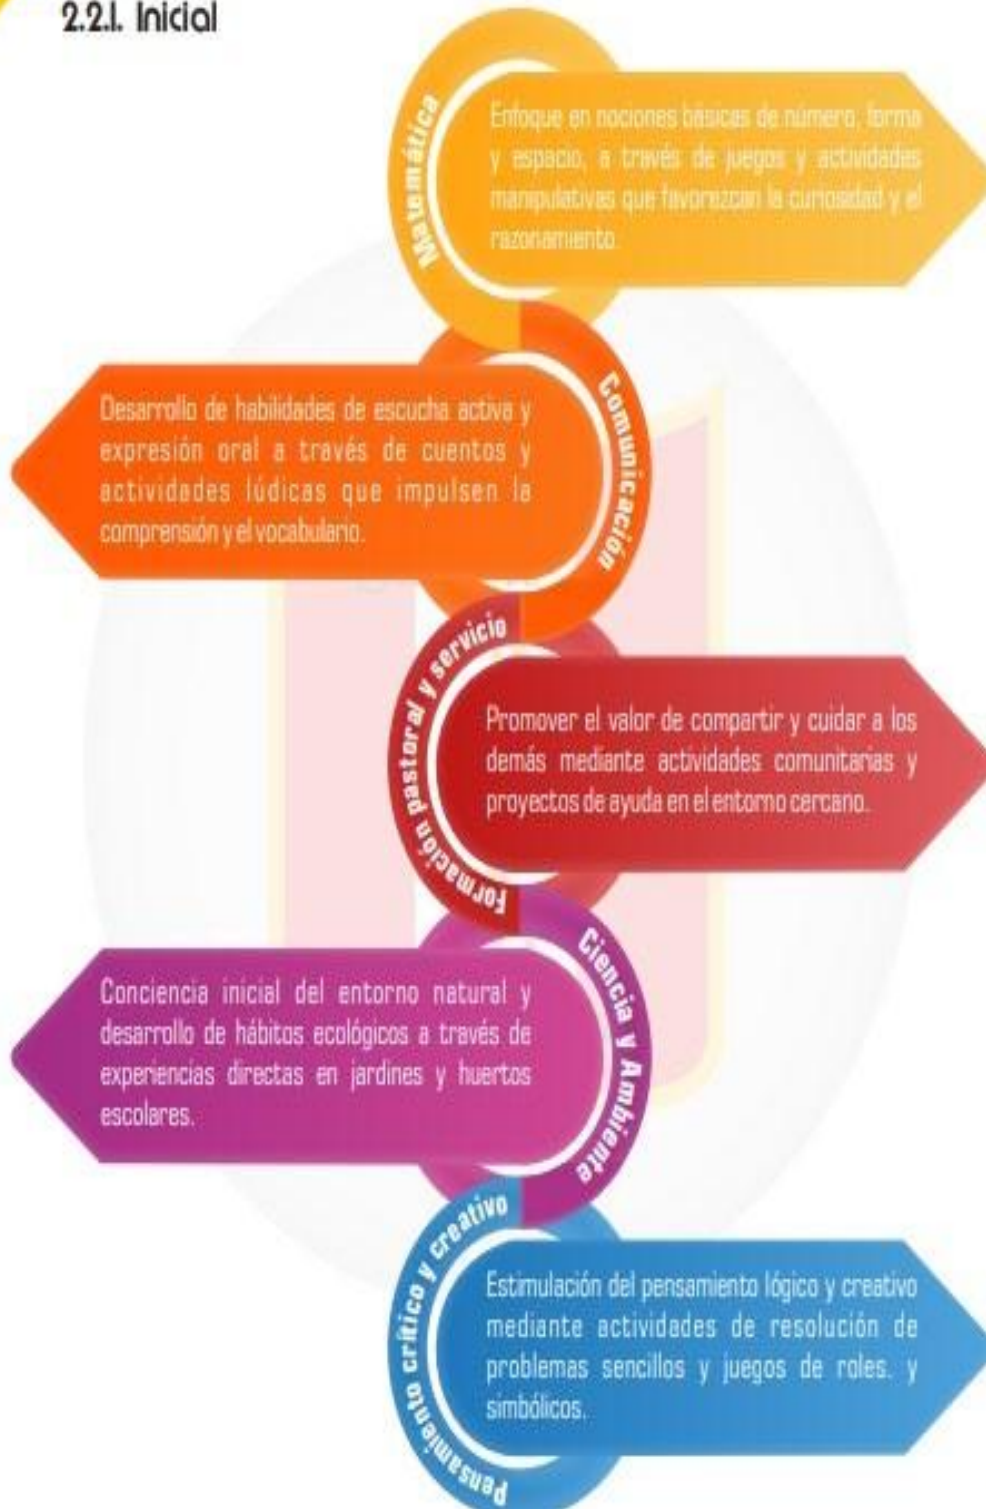 2.2.1. Inicial
Matemática
Enfoque en nociones básicas de número, forma
y espacio, a través de juegos y actividades
manipulativas que favorezcan la curiosidad y el
razonamiento.
Comunicación
Desarrollo de habilidades de escucha activa y
expresión oral a través de cuentos y
actividades lúdicas que impulsen la
comprensión y el vocabulario.
Formación pastoral y servicio
Promover el valor de compartir y cuidar a los
demás mediante actividades comunitarias y
proyectos de ayuda en el entorno cercano.
Ciencia y Ambiente
Conciencia inicial del entorno natural y
desarrollo de hábitos ecológicos a través de
experiencias directas en jardines y huertos
escolares.
Pensamiento crítico y creativo
Estimulación del pensamiento lógico y creativo
mediante actividades de resolución de
problemas sencillos y juegos de roles. y
simbólicos.